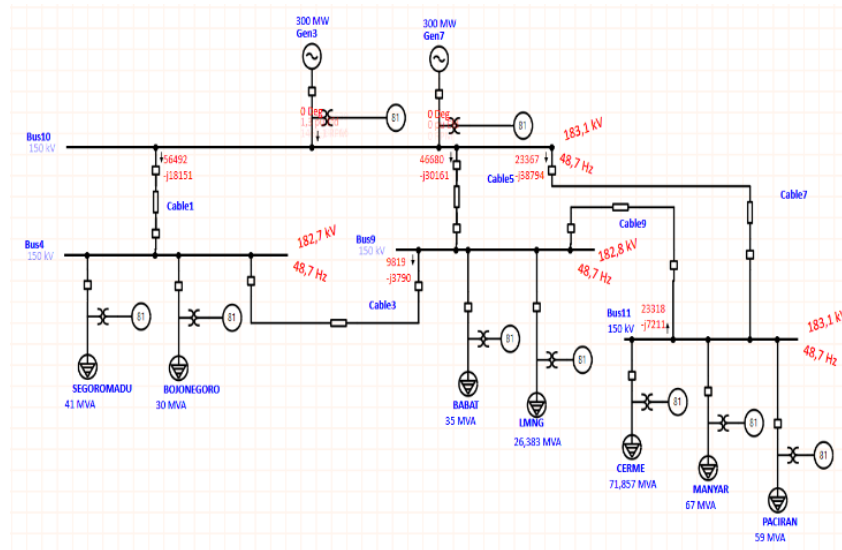 300 MW
Gen3
300 MW
Gen7
81
81
0 Deg
0 Deg
Bus10
150 kV
183,1 kV
48,7 Hz
56492
-j18151
46680
-j30161
23367
-j38794
Cable1
Cable5
Cable7
Bus4
150 kV
182,7 kV
48,7 Hz
Bus9
150 kV
182,8 kV
48,7 Hz
Cable9
9819
-j3790
Cable3
Bus11
150 kV
23318
-j7211
183,1 kV
48,7 Hz
81
81
81
81
81
81
81
SEGOROMADU
41 MVA
BOJONEGORO
30 MVA
BABAT
35 MVA
LMNG
26,383 MVA
CERME
71,857 MVA
MANYAR
67 MVA
PACIRAN
59 MVA